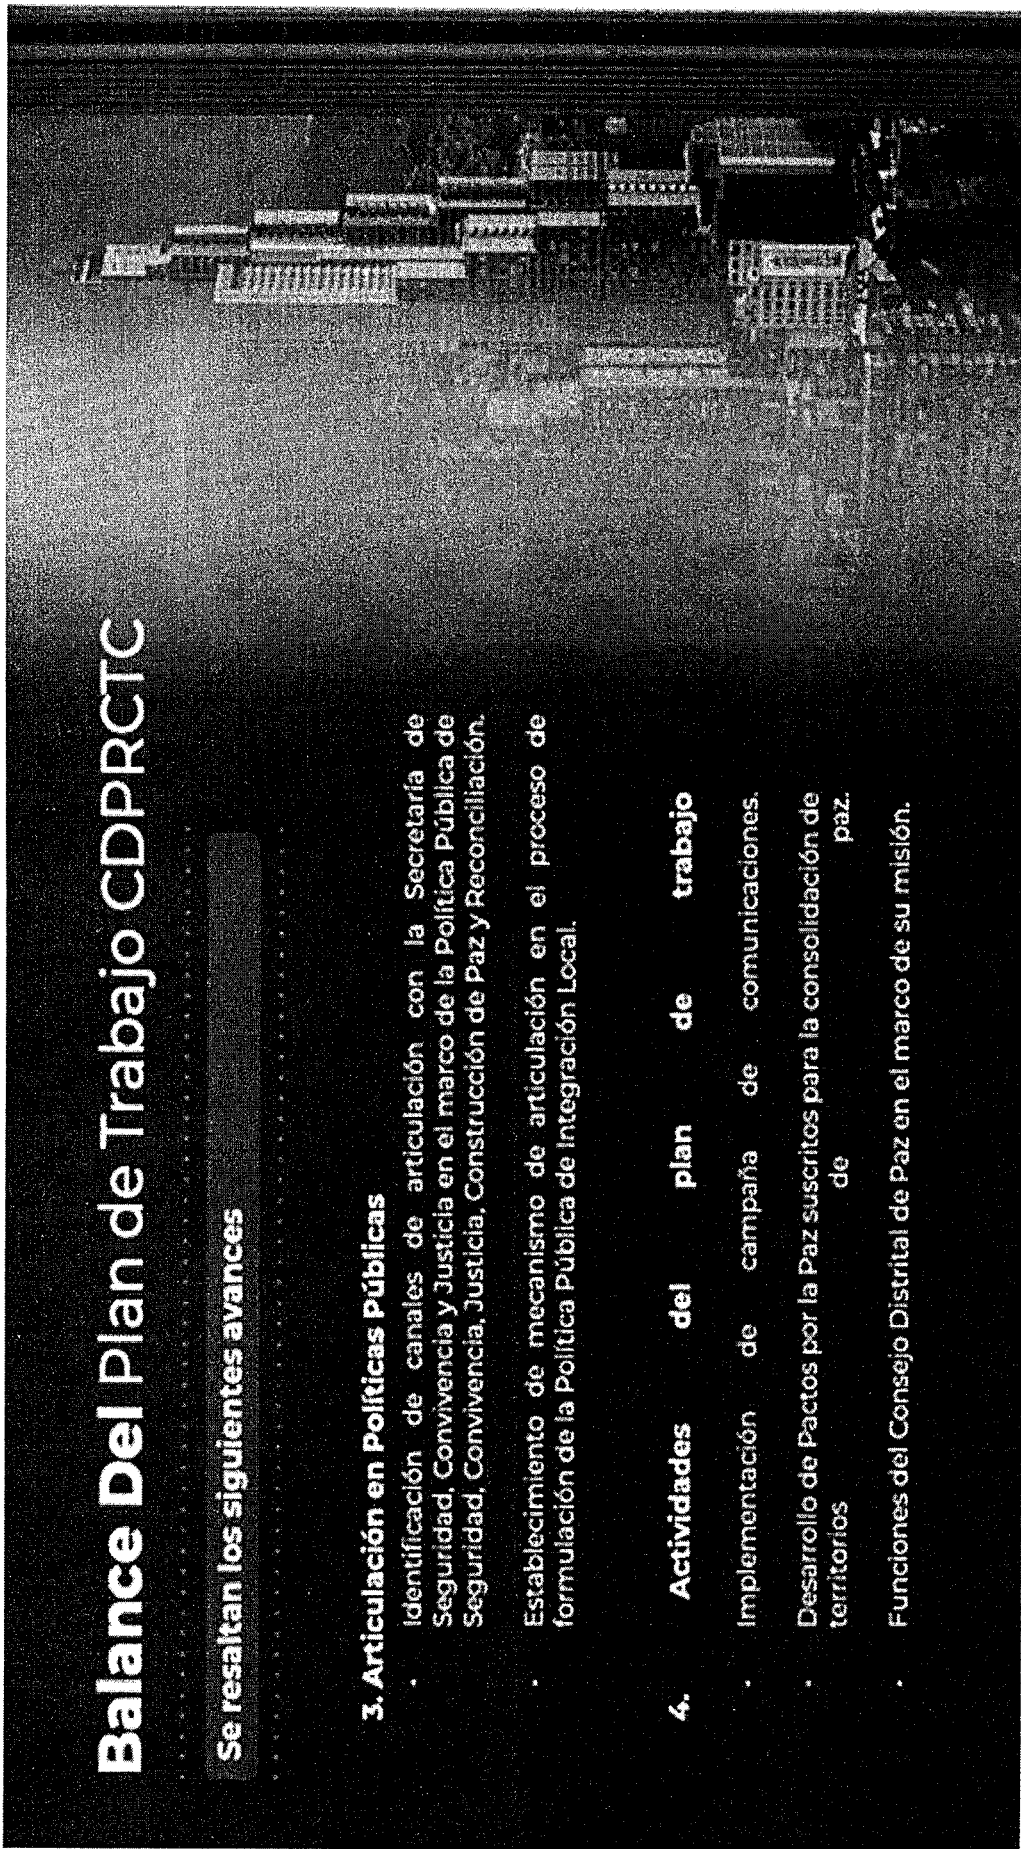 Balance Del Plan de Trabajo CDPRCTC
Se resaltan los siguientes avances
3. Articulación en Políticas Públicas
• Identificación de canales de articulación con la Secretaría de
Seguridad, Convivencia y Justicia en el marco de la Política Pública de
Seguridad, Convivencia, Justicia, Construcción de Paz y Reconciliación.
• Establecimiento de mecanismo de articulación en el proceso de
formulación de la Política Pública de Integración Local.
4. Actividades del plan de trabajo
• Implementación de campaña de comunicaciones.
• Desarrollo de Pactos por la Paz suscritos para la consolidación de
territorios de paz.
• Funciones del Consejo Distrital de Paz en el marco de su misión.